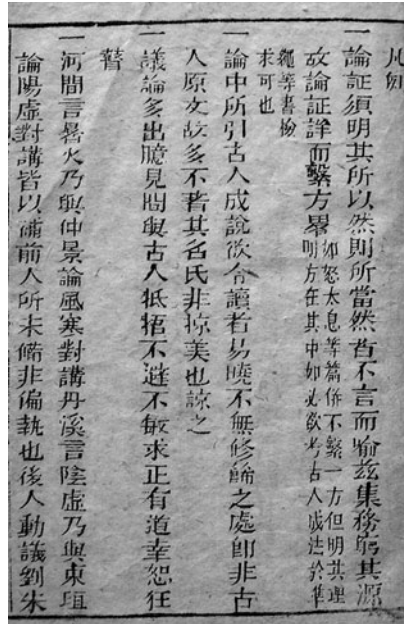 凡例
一論証須明其所以然則所當然者不言而喻茲集務窮其源
故論証詳而繫方畧如怒太息等篇係不繫一方但明其理
明方在其中如必欲考古人成法於準
繩等書檢
求可也
一論中所引古人成說欲令讀者易曉不無修飾之處卽非古
人原文故多不著其名氏非掠美也諒之
一議論多出臆見間與古人牴牾不避不敏求正有道幸恕狂
瞽
一河間言暑火乃與仲景論風寒對講丹溪言陰虛乃與東垣
論陽虛對講皆以補前人所未備非偏執也後人動議劉朱